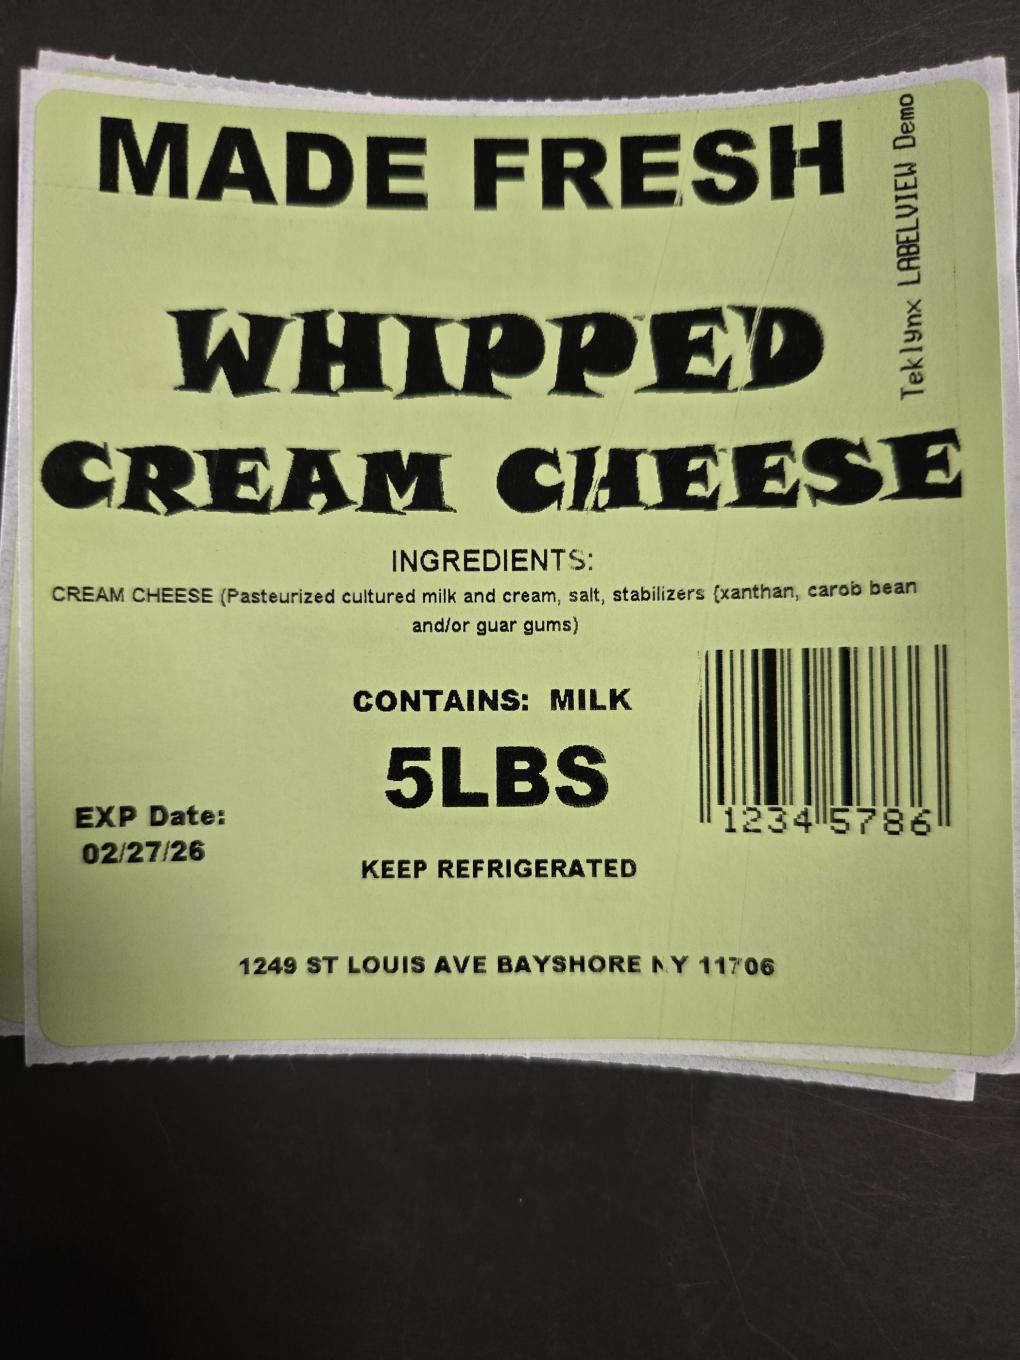 MADE FRESH
Teklynx LABELVIEW Demo
WHIPPED
CREAM CHEESE
INGREDIENTS:
CREAM CHEESE (Pasteurized cultured milk and cream, salt, stabilizers {xanthan, carob bean
and/or guar gums)
CONTAINS: MILK
5LBS
1234 5786
EXP Date:
02/27/26
KEEP REFRIGERATED
1249 ST LOUIS AVE BAYSHORE NY 11706